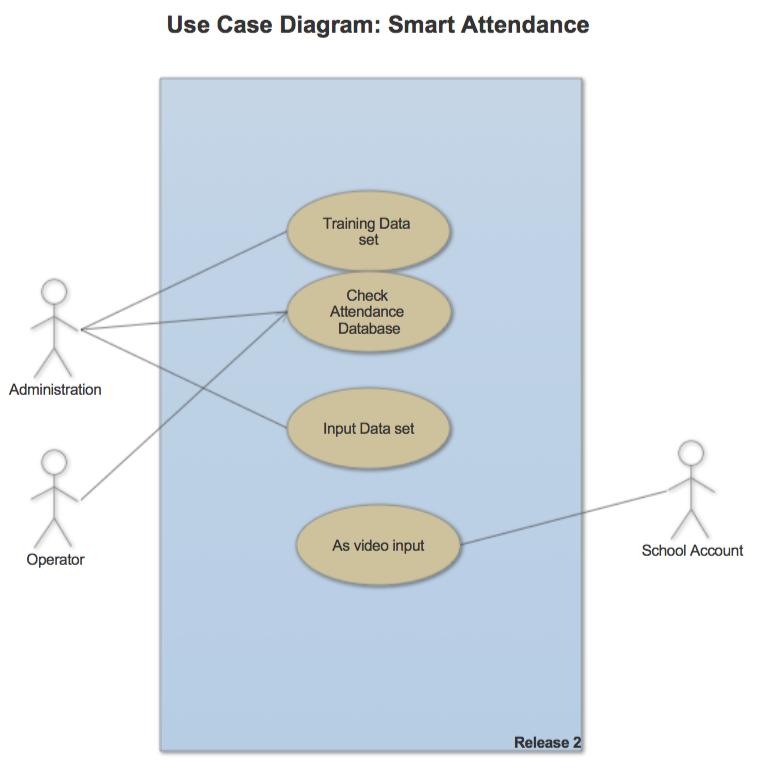 Use Case Diagram: Smart Attendance
Training Data
set
Check
Attendance
Database
Administration
Input Data set
Operator
As video input
School Account
Release 2